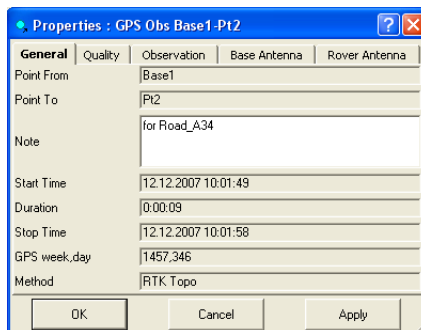 Properties : GPS Obs Base1-Pt2
General Quality Observation Base Antenna Rover Antenna
Point From Base1
Point To Pt2
Note for Road_A34
Start Time 12.12.2007 10:01:49
Duration 0:00:09
Stop Time 12.12.2007 10:01:58
GPS week,day 1457,346
Method RTK Topo
OK Cancel Apply